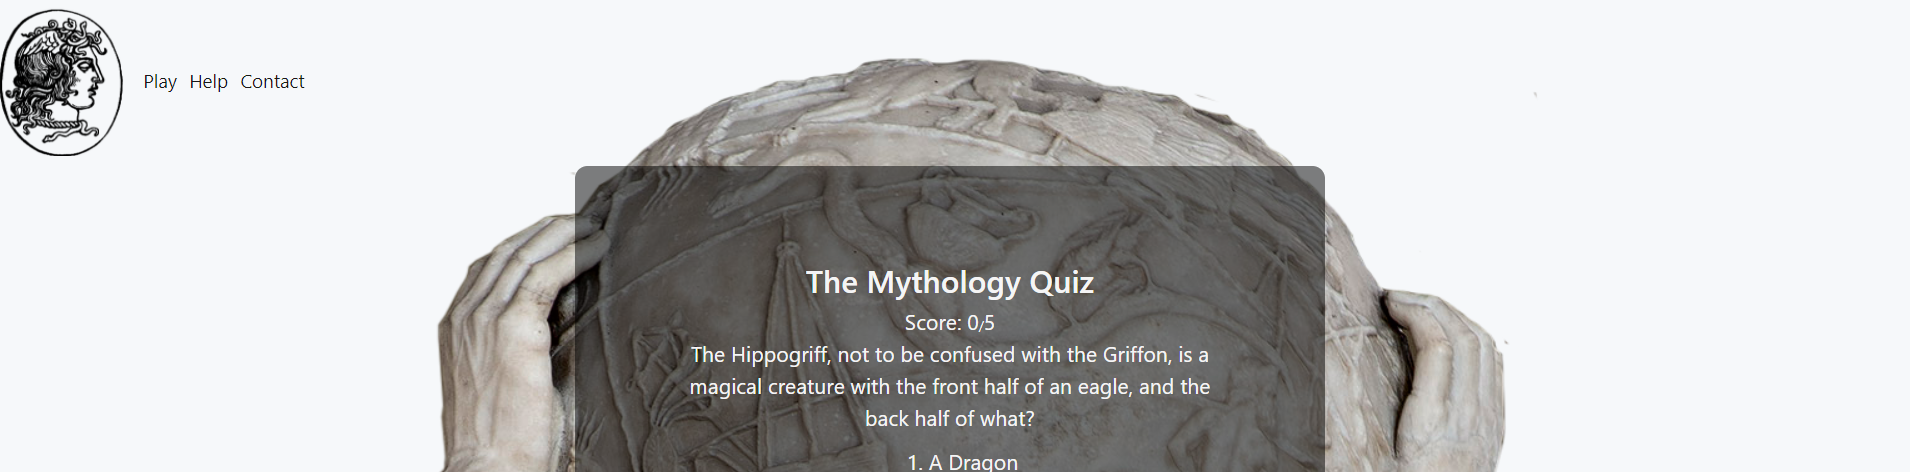 Play Help Contact
The Mythology Quiz
Score: 0/5
The Hippogriff, not to be confused with the Griffon, is a
magical creature with the front half of an eagle, and the
back half of what?
1. A Dragon